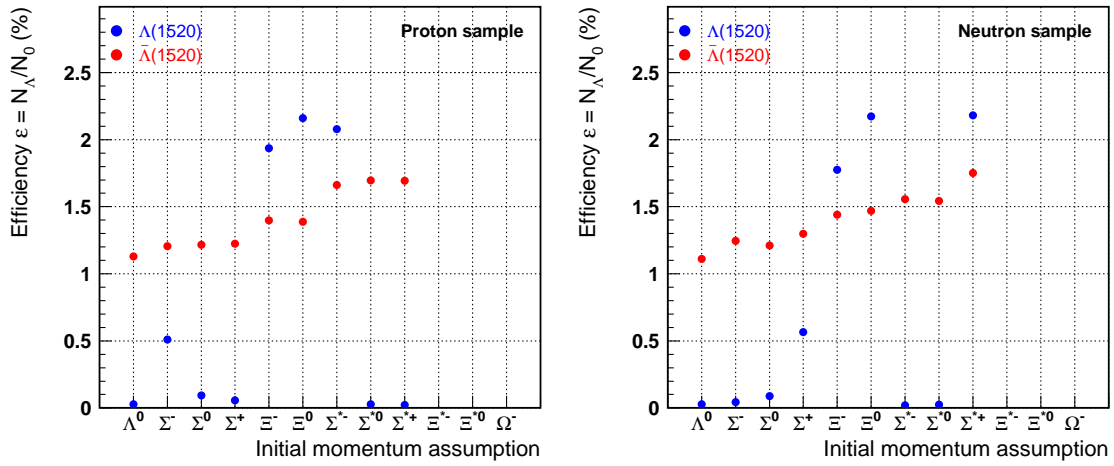 Efficiency ε = N_Λ/N_0 (%)
Λ(1520)
Λ̄(1520)
Proton sample
2.5
2
1.5
1
0.5
0
Λ⁰ Σ⁻ Σ⁰ Σ⁺ Ξ⁻ Ξ⁰ Σ*⁻ Σ*⁰ Σ*⁺ Ξ*⁻ Ξ*⁰ Ω⁻
Initial momentum assumption
Efficiency ε = N_Λ/N_0 (%)
Λ(1520)
Λ̄(1520)
Neutron sample
2.5
2
1.5
1
0.5
0
Λ⁰ Σ⁻ Σ⁰ Σ⁺ Ξ⁻ Ξ⁰ Σ*⁻ Σ*⁰ Σ*⁺ Ξ*⁻ Ξ*⁰ Ω⁻
Initial momentum assumption